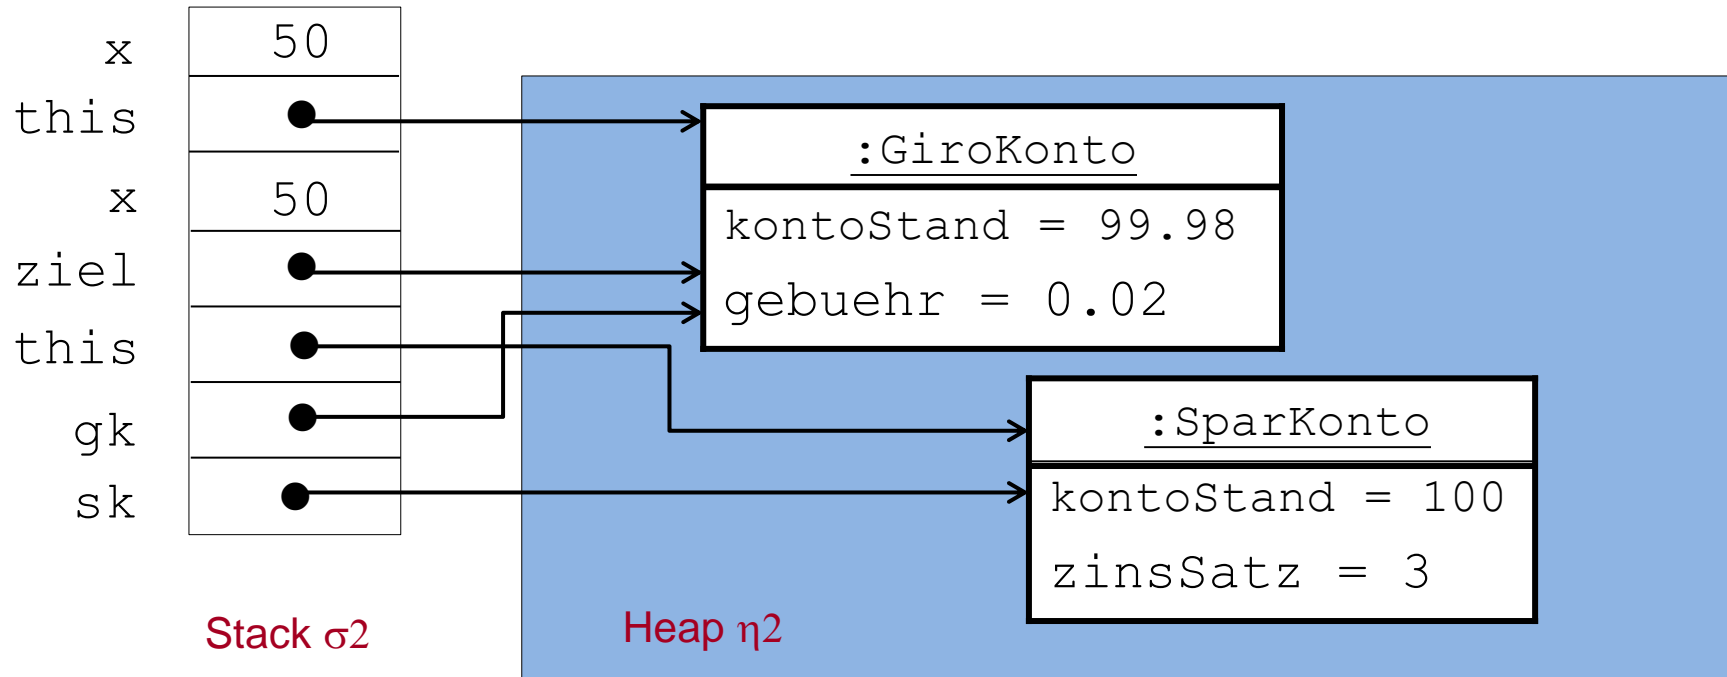 x 50
this
x 50
ziel
this
gk
sk
:GiroKonto
kontoStand = 99.98
gebuehr = 0.02
:SparKonto
kontoStand = 100
zinsSatz = 3
Stack σ2
Heap η2